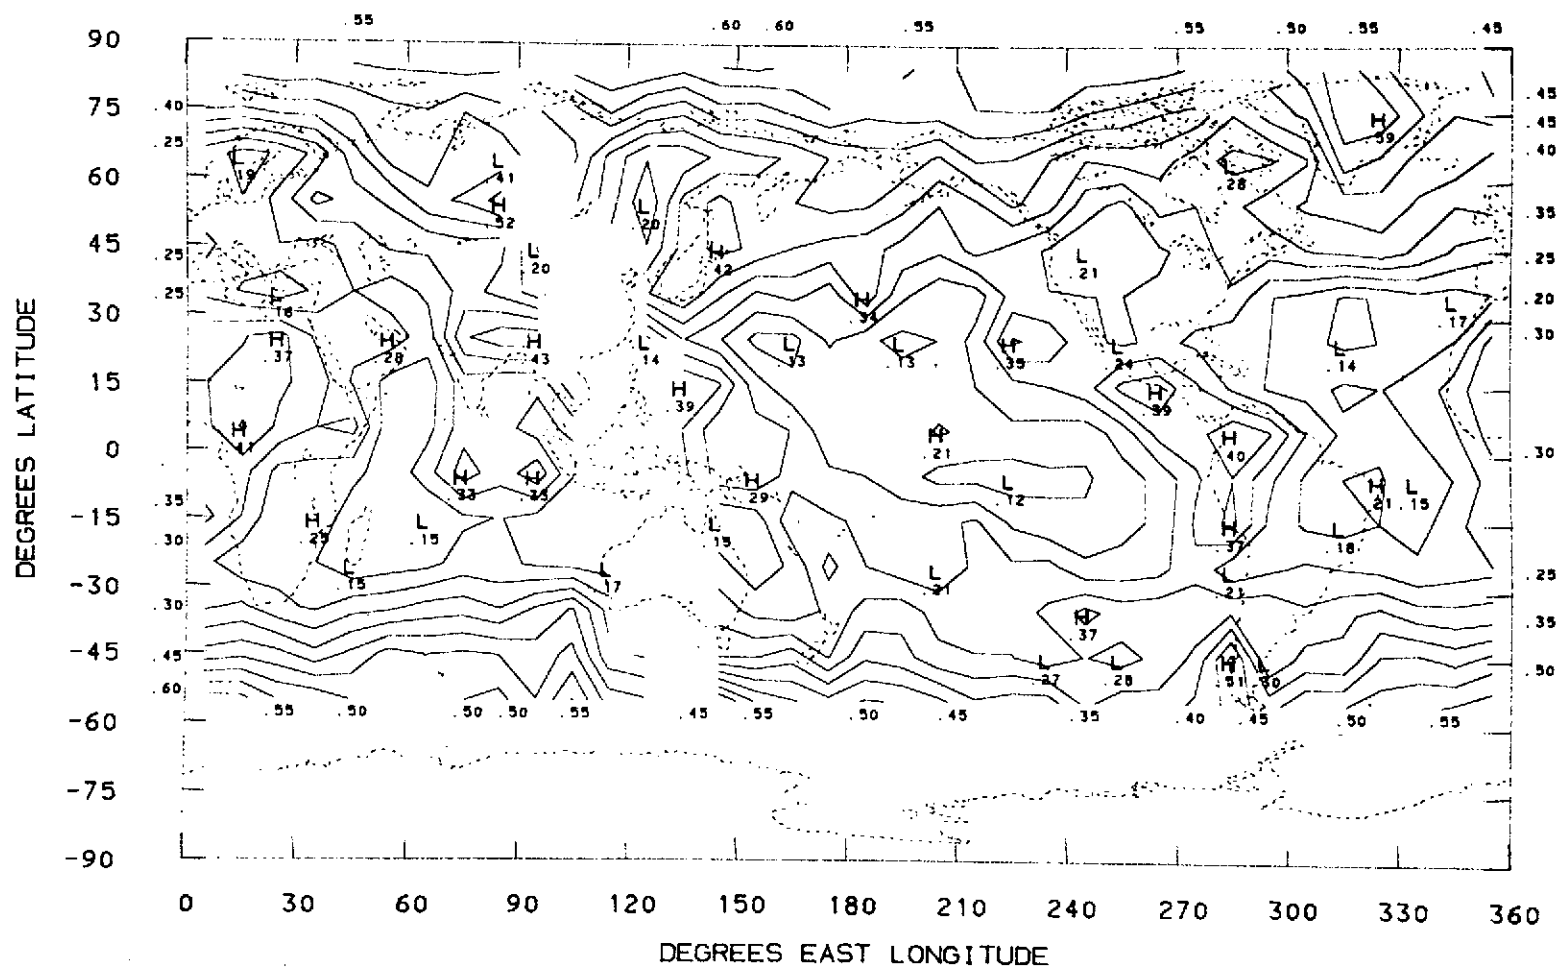 .55 .60 .60 .55 .55 .50 .55 .45
90
75 .40 .45
H .45
.59
.25
L L L .40
60 .19 .41 .28
H L
.52 .20 .35
45 L H L
.25 .20 .42 .21 .25
.25 L H L .20
30 .18 .34 .17
H H H L L H L L L .30
.37 .28 .43 .14 .13 .13 .35 .24 .14
15 H H
.39 .39
H H H
0 .41 .21 .40 .30
H H H L H L
.33 .35 .29 .12 .21 .15
.35
-15 H L L H L
.30 .25 .15 .15 .37 .18
L L L L
-30 .15 .17 .21 .21 .25
.30 H .35
.37
-45 .45 L L H L .50
.27 .28 .51 .30
.60
.55 .50 .50 .50 .55 .45 .55 .50 .45 .35 .40 .45 .50 .55
-60
-75
-90
0 30 60 90 120 150 180 210 240 270 300 330 360
DEGREES LATITUDE
DEGREES EAST LONGITUDE